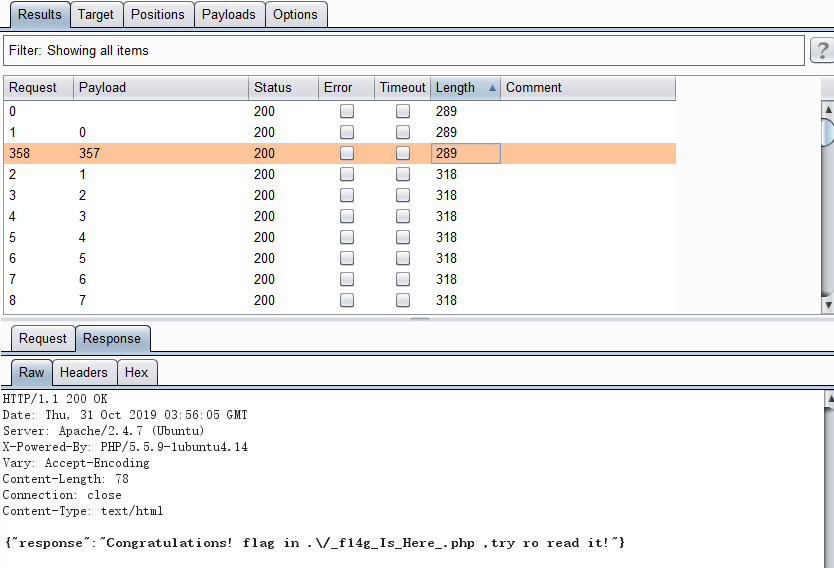 Results Target Positions Payloads Options
Filter: Showing all items ?
Request Payload Status Error Timeout Length Comment
0 200 289
1 0 200 289
358 357 200 289
2 1 200 318
3 2 200 318
4 3 200 318
5 4 200 318
6 5 200 318
7 6 200 318
8 7 200 318
Request Response
Raw Headers Hex
HTTP/1.1 200 OK
Date: Thu, 31 Oct 2019 03:56:05 GMT
Server: Apache/2.4.7 (Ubuntu)
X-Powered-By: PHP/5.5.9-1ubuntu4.14
Vary: Accept-Encoding
Content-Length: 78
Connection: close
Content-Type: text/html
{"response":"Congratulations! flag in .\/_f14g_Is_Here_.php ,try ro read it!"}